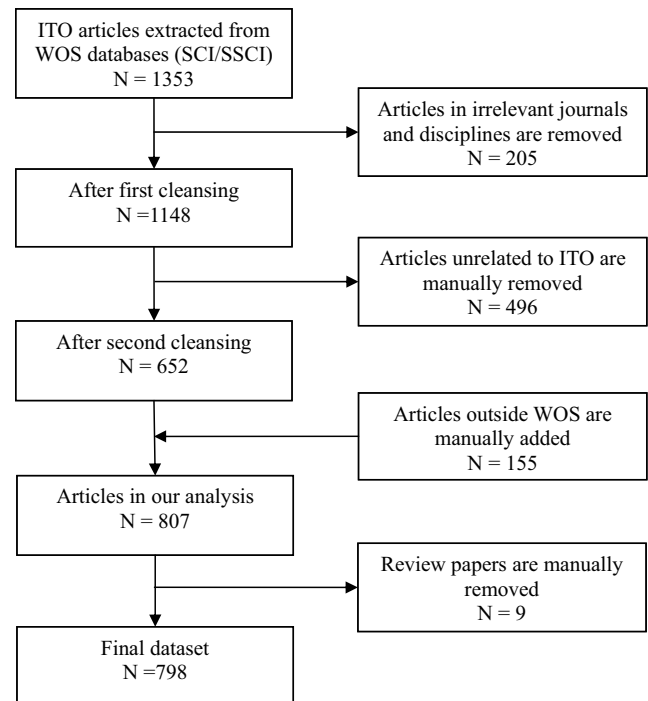 ITO articles extracted from
WOS databases (SCI/SSCI)
N = 1353
Articles in irrelevant journals
and disciplines are removed
N = 205
After first cleansing
N =1148
Articles unrelated to ITO are
manually removed
N = 496
After second cleansing
N = 652
Articles outside WOS are
manually added
N = 155
Articles in our analysis
N = 807
Review papers are manually
removed
N = 9
Final dataset
N =798